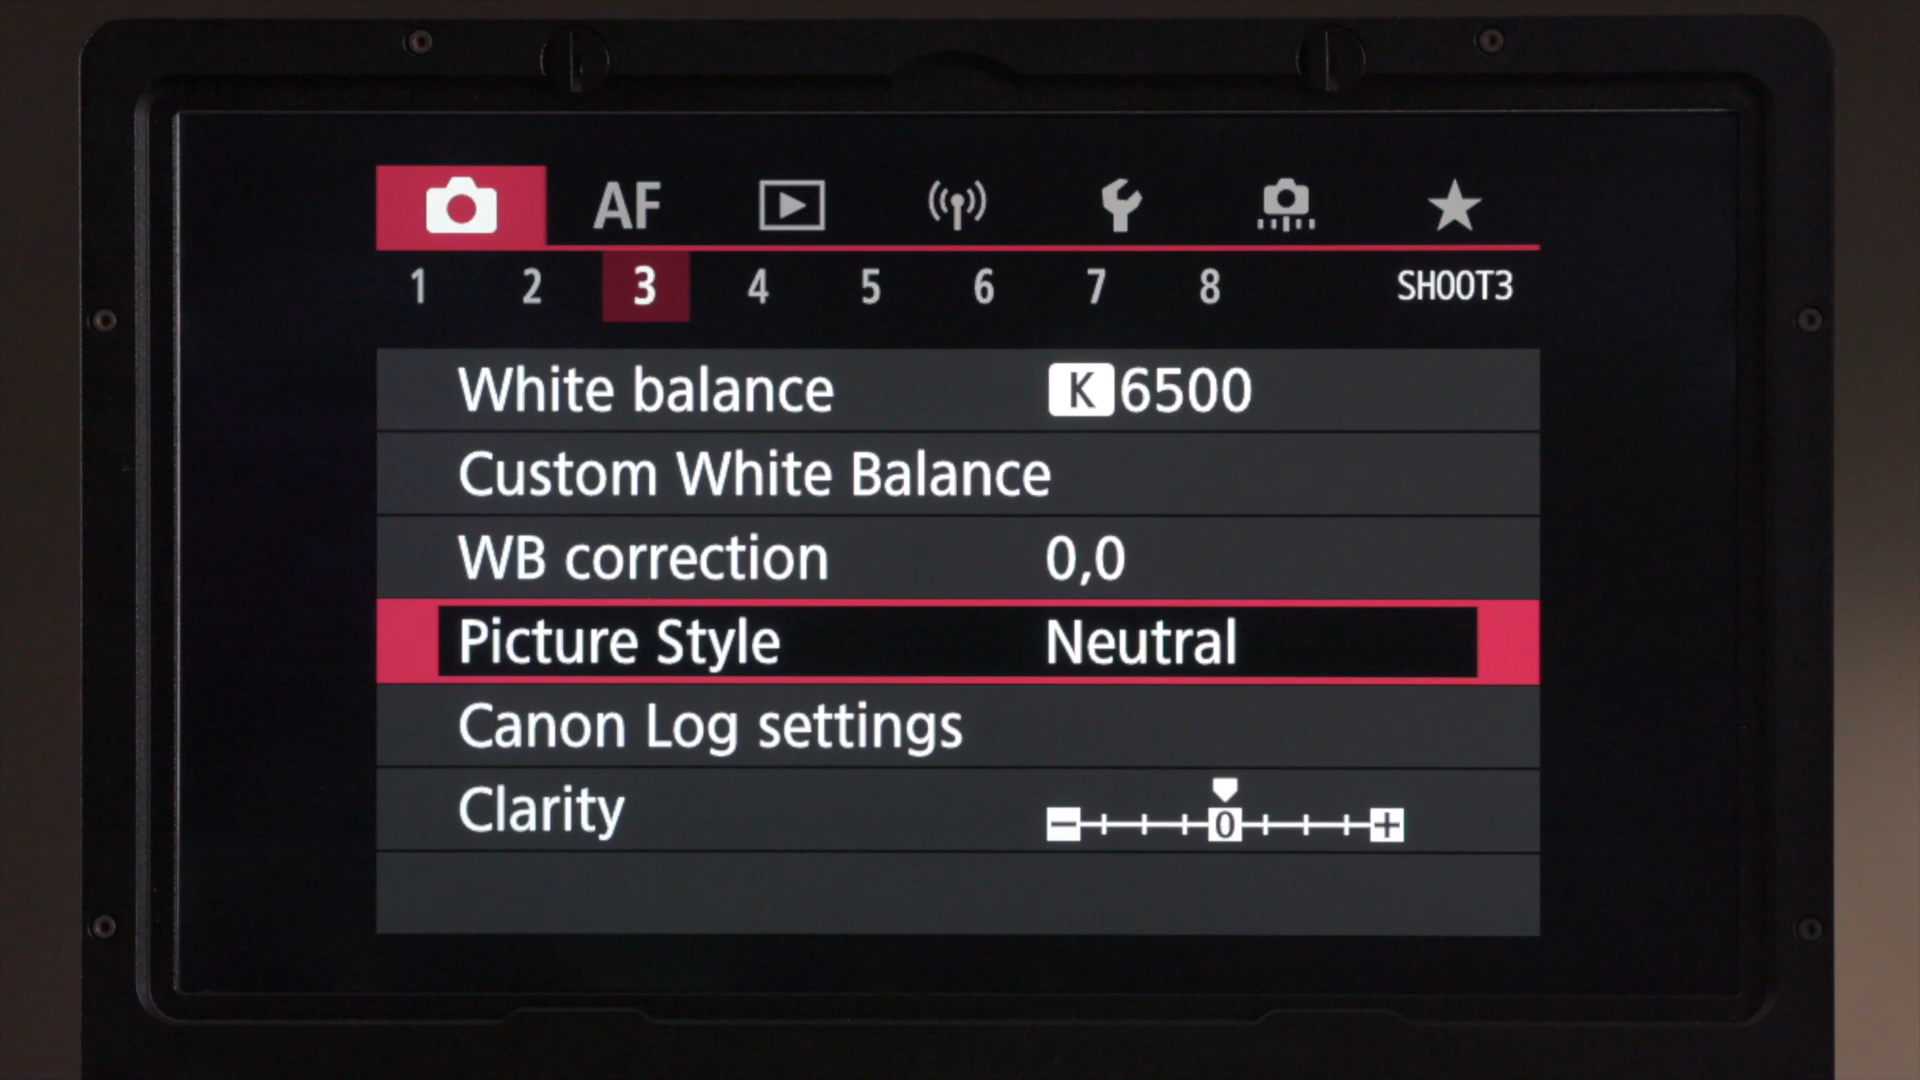 AF
1 2 3 4 5 6 7 8 SHOOT3
White balance K 6500
Custom White Balance
WB correction 0,0
Picture Style Neutral
Canon Log settings
Clarity 0